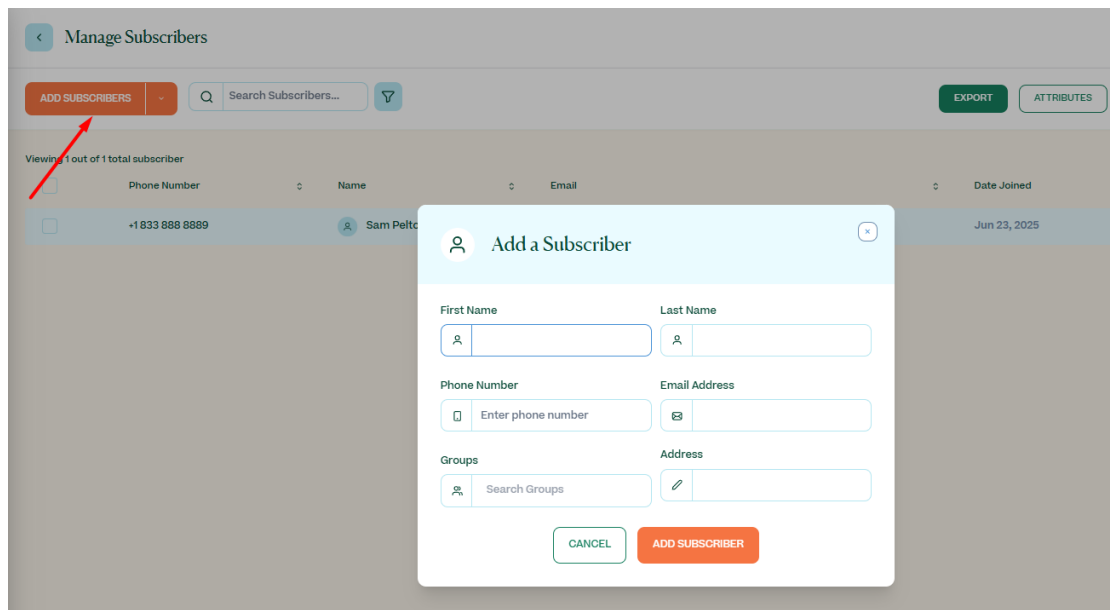 Manage Subscribers
ADD SUBSCRIBERS
Search Subscribers...
EXPORT
ATTRIBUTES
Viewing 1 out of 1 total subscriber
Phone Number
Name
Email
Date Joined
+1 833 888 8889
Sam Pelto
Jun 23, 2025
Add a Subscriber
First Name
Last Name
Phone Number
Email Address
Enter phone number
Groups
Address
Search Groups
CANCEL
ADD SUBSCRIBER